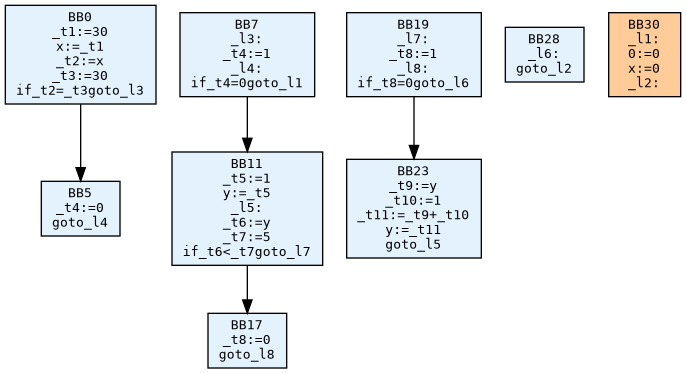 BB0
_t1:=30
x:=_t1
_t2:=x
_t3:=30
if_t2=_t3goto_l3
BB5
_t4:=0
goto_l4
BB7
_l3:
_t4:=1
_l4:
if_t4=0goto_l1
BB11
_t5:=1
y:=_t5
_l5:
_t6:=y
_t7:=5
if_t6<_t7goto_l7
BB17
_t8:=0
goto_l8
BB19
_l7:
_t8:=1
_l8:
if_t8=0goto_l6
BB23
_t9:=y
_t10:=1
_t11:=_t9+_t10
y:=_t11
goto_l5
BB28
_l6:
goto_l2
BB30
_l1:
0:=0
x:=0
_l2: